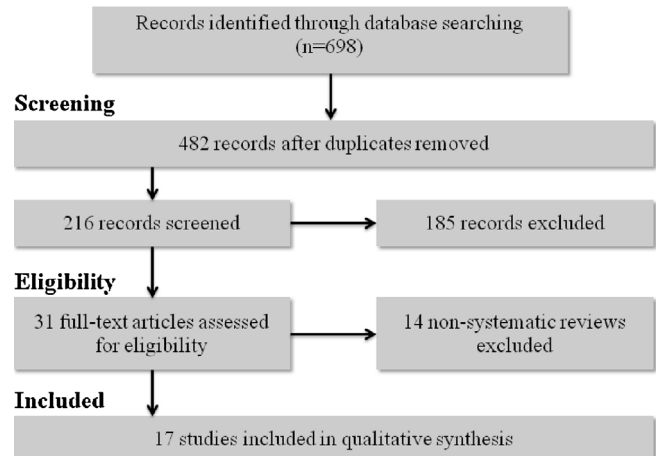 Records identified through database searching
(n=698)
Screening
482 records after duplicates removed
216 records screened
185 records excluded
Eligibility
31 full-text articles assessed
for eligibility
14 non-systematic reviews
excluded
Included
17 studies included in qualitative synthesis